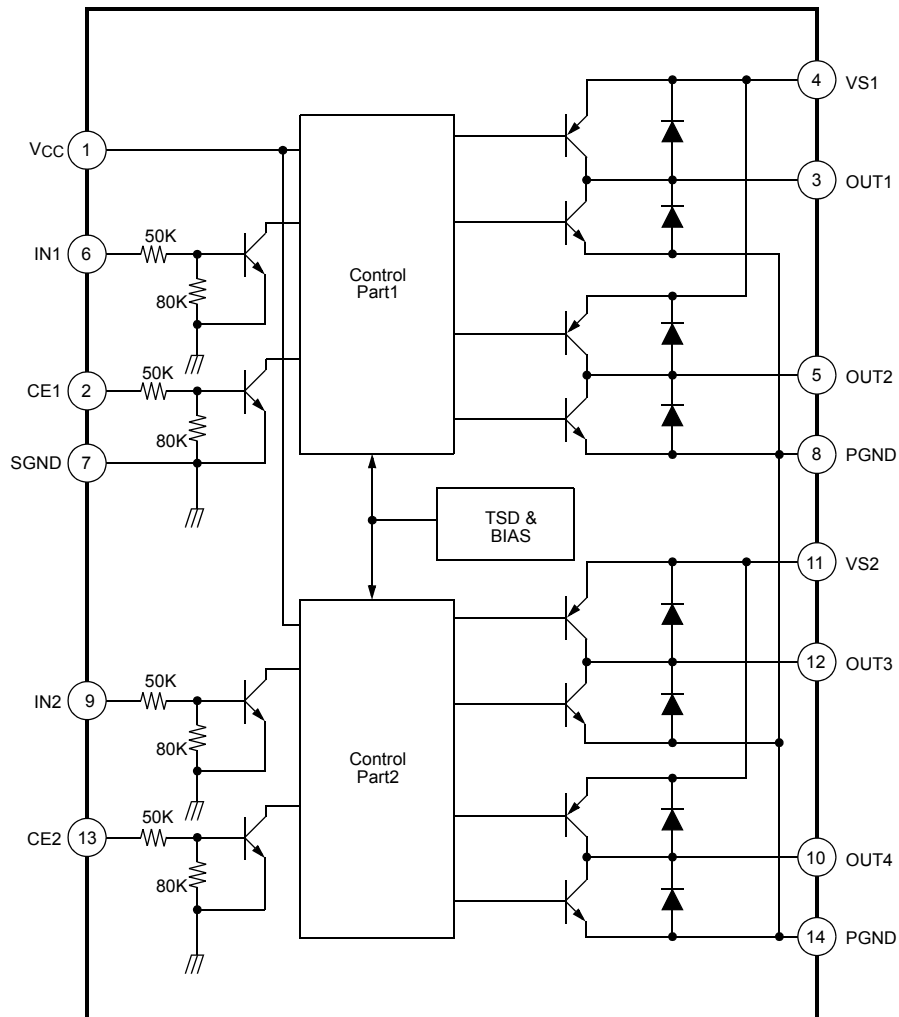 4 VS1
VCC 1
3 OUT1
50K
IN1 6
80K
Control
Part1
50K
CE1 2
5 OUT2
80K
SGND 7
8 PGND
TSD &
BIAS
11 VS2
12 OUT3
50K
IN2 9
80K
Control
Part2
50K
CE2 13
10 OUT4
80K
14 PGND